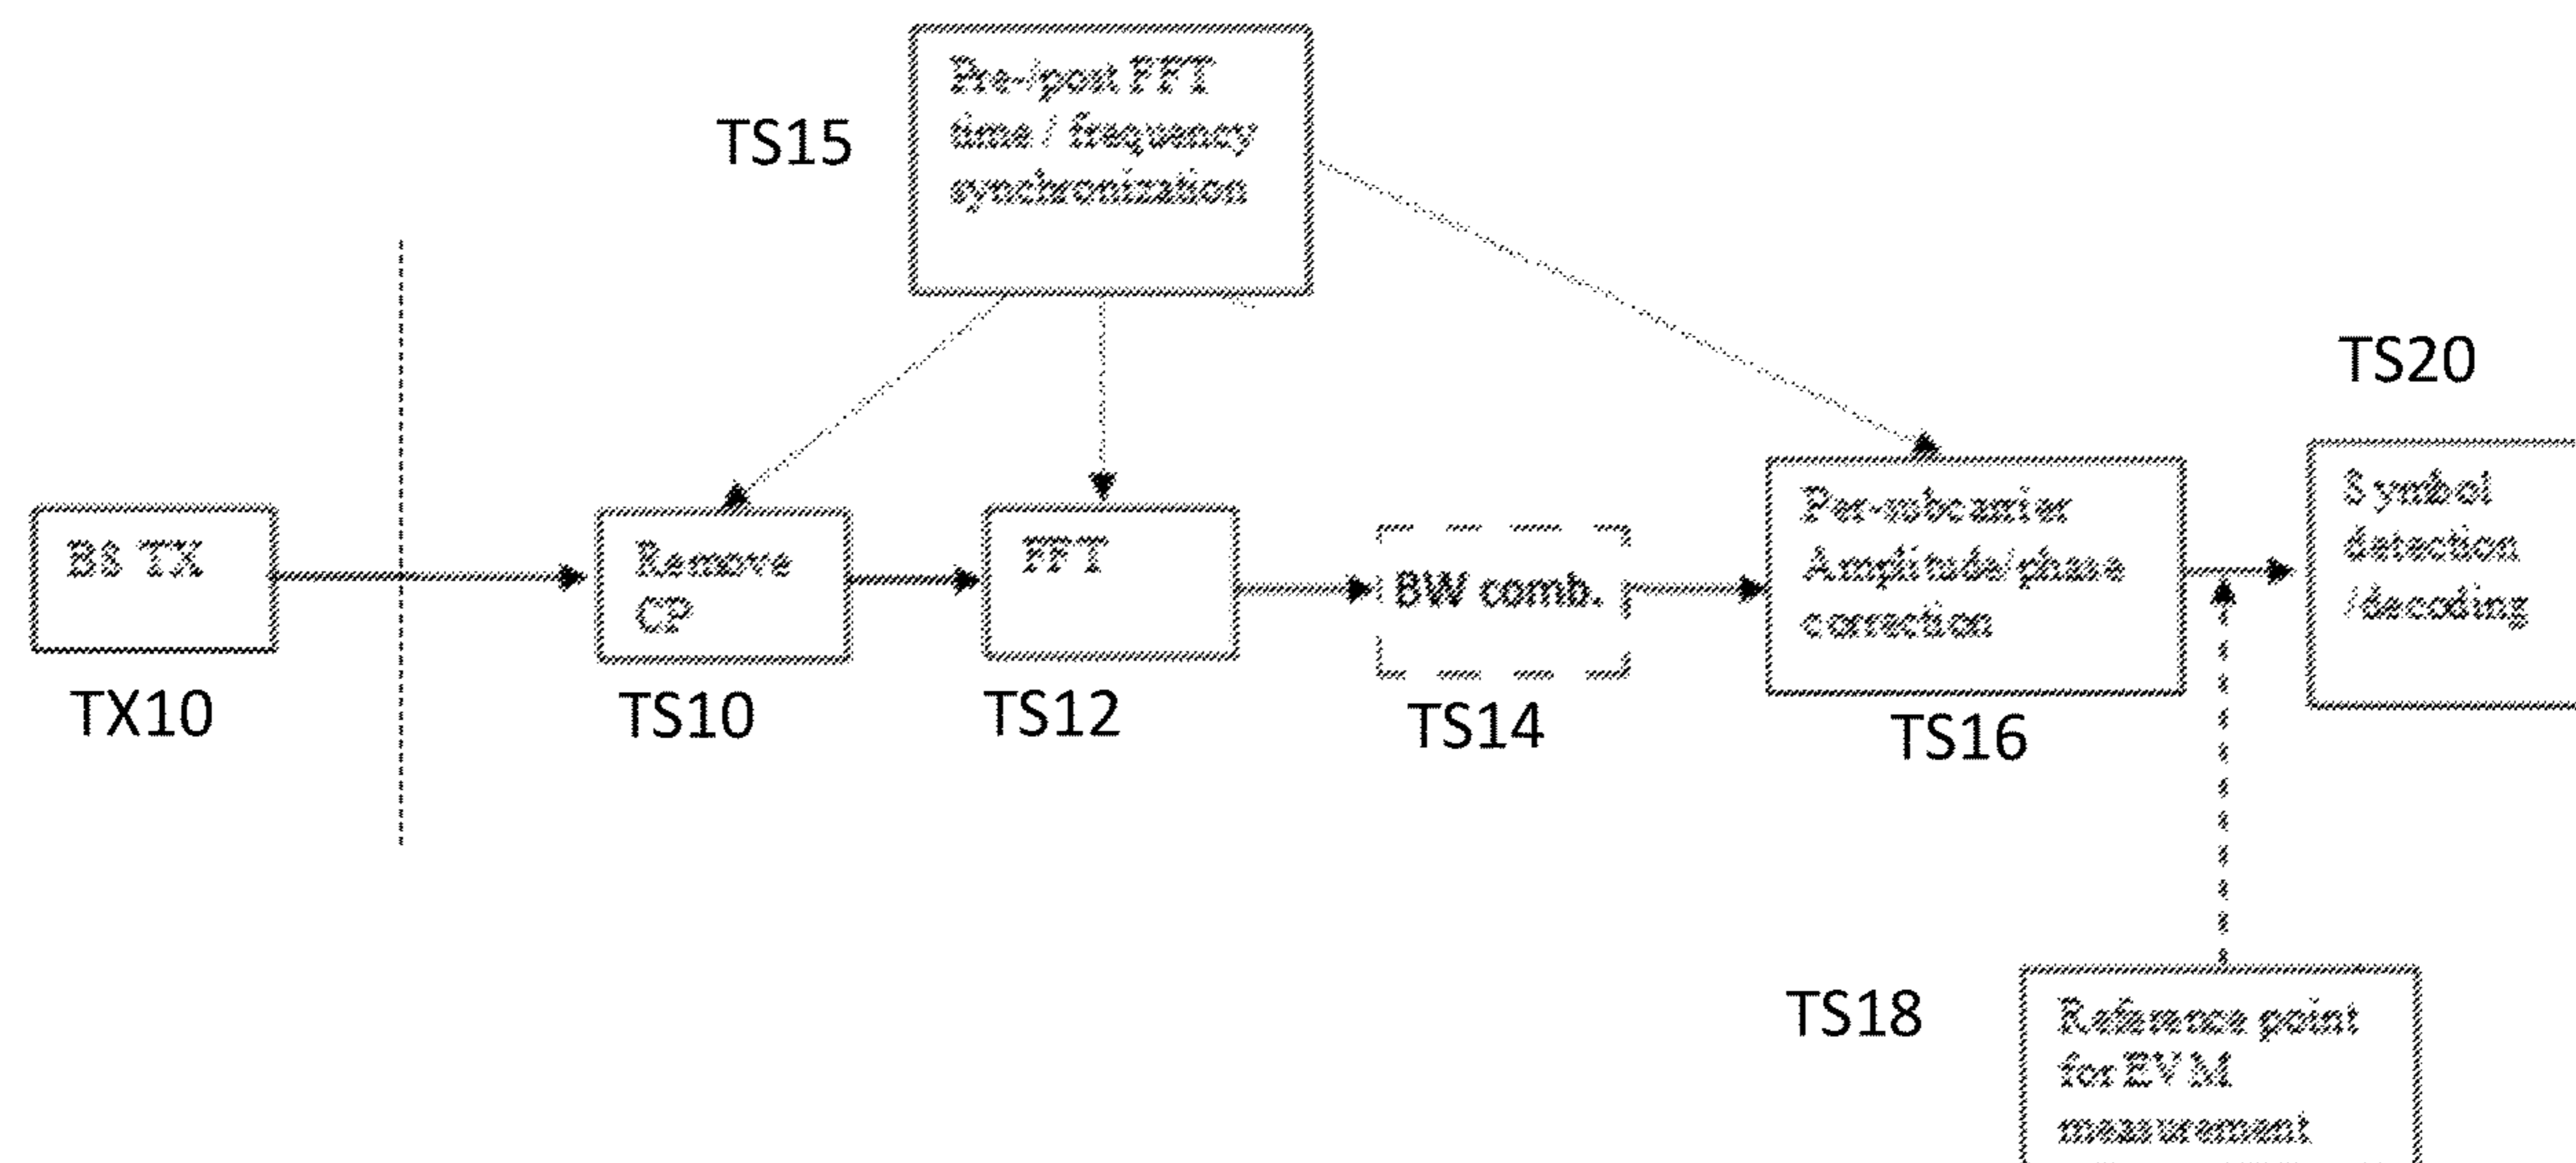 Pre-/post FFT
time / frequency
synchronization
TS15
TS20
BS TX
Remove
CP
FFT
BW comb.
Per-subcarrier
Amplitude/phase
correction
Symbol
detection
/decoding
TX10
TS10
TS12
TS14
TS16
TS18
Reference point
for EVM
measurement